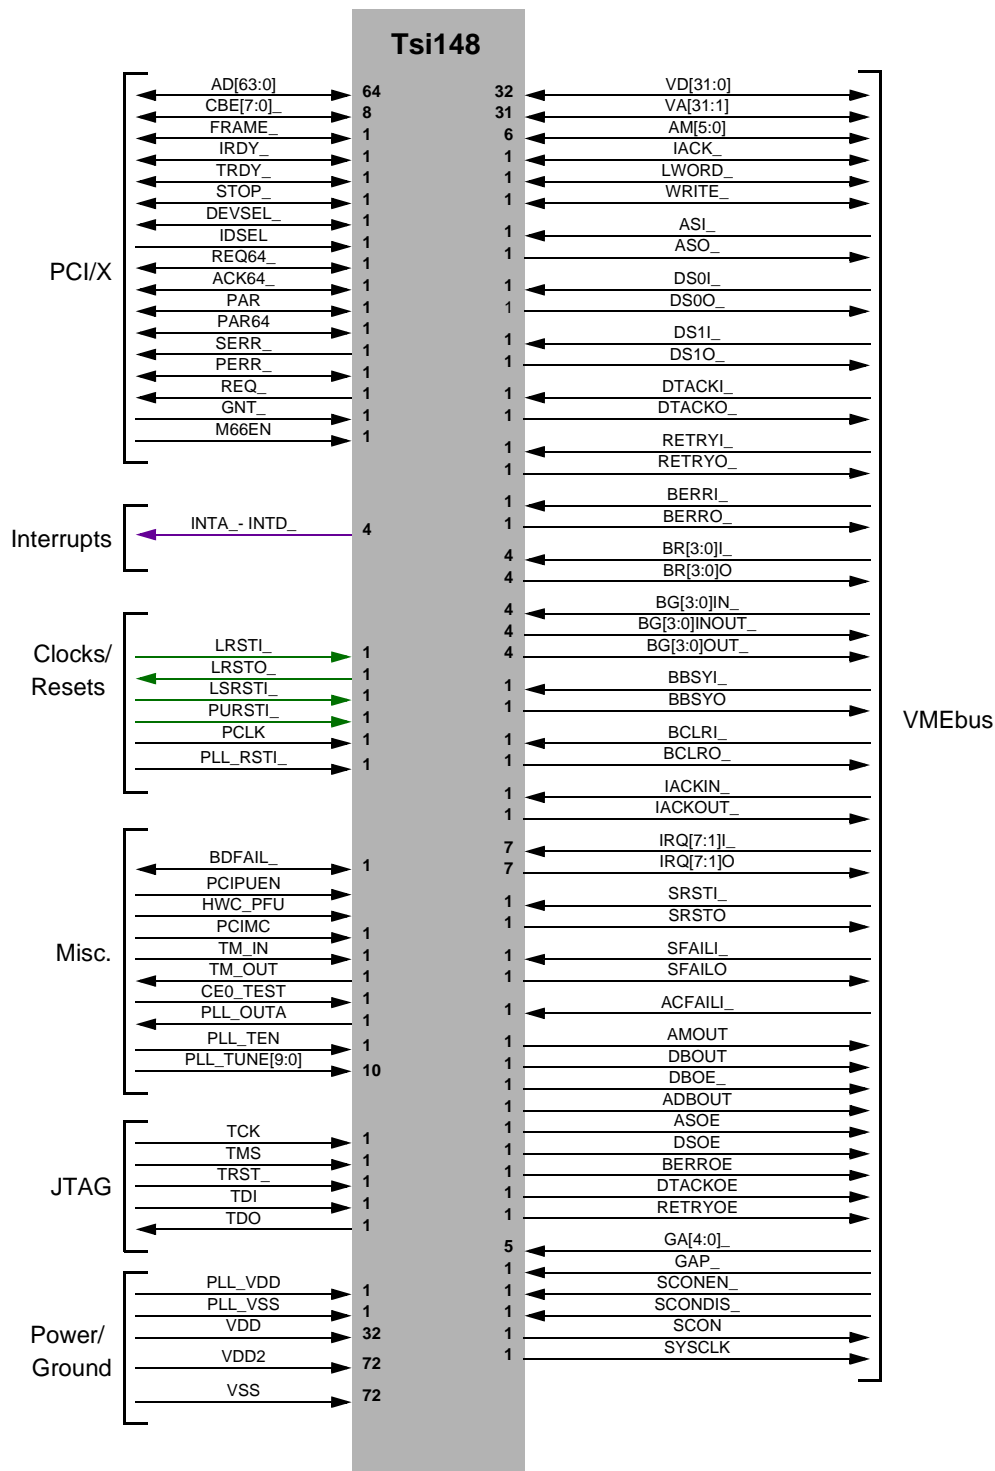 Tsi148
PCI/X
AD[63:0] 64
CBE[7:0]_ 8
FRAME_ 1
IRDY_ 1
TRDY_ 1
STOP_ 1
DEVSEL_ 1
IDSEL 1
REQ64_ 1
ACK64_ 1
PAR 1
PAR64 1
SERR_ 1
PERR_ 1
REQ_ 1
GNT_ 1
M66EN 1
Interrupts
INTA_- INTD_ 4
Clocks/
Resets
LRSTI_ 1
LRSTO_ 1
LSRSTI_ 1
PURSTI_ 1
PCLK 1
PLL_RSTI_ 1
Misc.
BDFAIL_ 1
PCIPUEN
HWC_PFU
PCIMC 1
TM_IN 1
TM_OUT 1
CE0_TEST 1
PLL_OUTA 1
PLL_TEN 1
PLL_TUNE[9:0] 10
JTAG
TCK 1
TMS 1
TRST_ 1
TDI 1
TDO 1
Power/
Ground
PLL_VDD 1
PLL_VSS 1
VDD 32
VDD2 72
VSS 72
32 VD[31:0]
31 VA[31:1]
6 AM[5:0]
1 IACK_
1 LWORD_
1 WRITE_
1 ASI_
1 ASO_
1 DS0I_
1 DS0O_
1 DS1I_
1 DS1O_
1 DTACKI_
1 DTACKO_
1 RETRYI_
1 RETRYO_
1 BERRI_
1 BERRO_
4 BR[3:0]I_
4 BR[3:0]O
4 BG[3:0]IN_
4 BG[3:0]INOUT_
4 BG[3:0]OUT_
1 BBSYI_
1 BBSYO
1 BCLRI_
1 BCLRO_
1 IACKIN_
1 IACKOUT_
7 IRQ[7:1]I_
7 IRQ[7:1]O
1 SRSTI_
1 SRSTO
1 SFAILI_
1 SFAILO
1 ACFAILI_
1 AMOUT
1 DBOUT
1 DBOE_
1 ADBOUT
1 ASOE
1 DSOE
1 BERROE
1 DTACKOE
1 RETRYOE
5 GA[4:0]_
1 GAP_
1 SCONEN_
1 SCONDIS_
1 SCON
1 SYSCLK
VMEbus